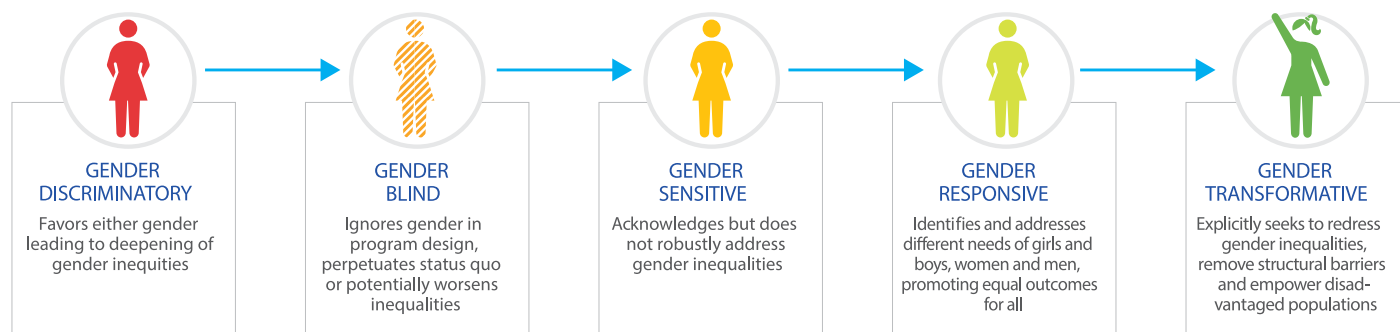 GENDER
DISCRIMINATORY
Favors either gender
leading to deepening of
gender inequities
GENDER
BLIND
Ignores gender in
program design,
perpetuates status quo
or potentially worsens
inequalities
GENDER
SENSITIVE
Acknowledges but does
not robustly address
gender inequalities
GENDER
RESPONSIVE
Identifies and addresses
different needs of girls and
boys, women and men,
promoting equal outcomes
for all
GENDER
TRANSFORMATIVE
Explicitly seeks to redress
gender inequalities,
remove structural barriers
and empower disad-
vantaged populations